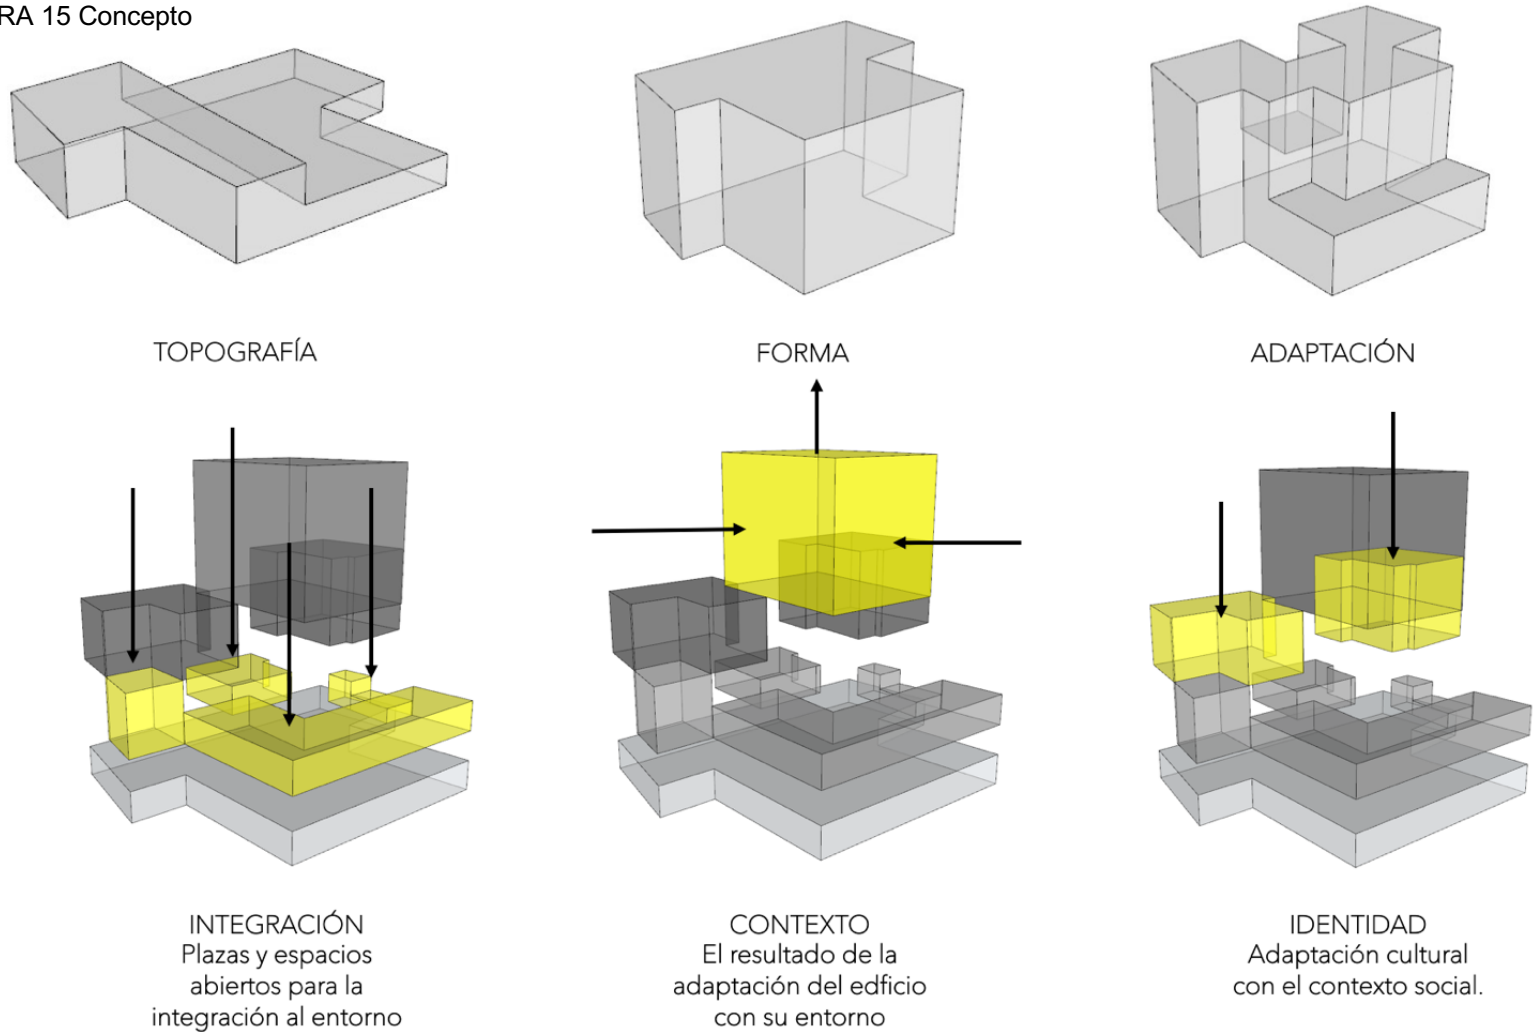 RA 15 Concepto
TOPOGRAFÍA
FORMA
ADAPTACIÓN
INTEGRACIÓN
Plazas y espacios
abiertos para la
integración al entorno
CONTEXTO
El resultado de la
adaptación del edficio
con su entorno
IDENTIDAD
Adaptación cultural
con el contexto social.